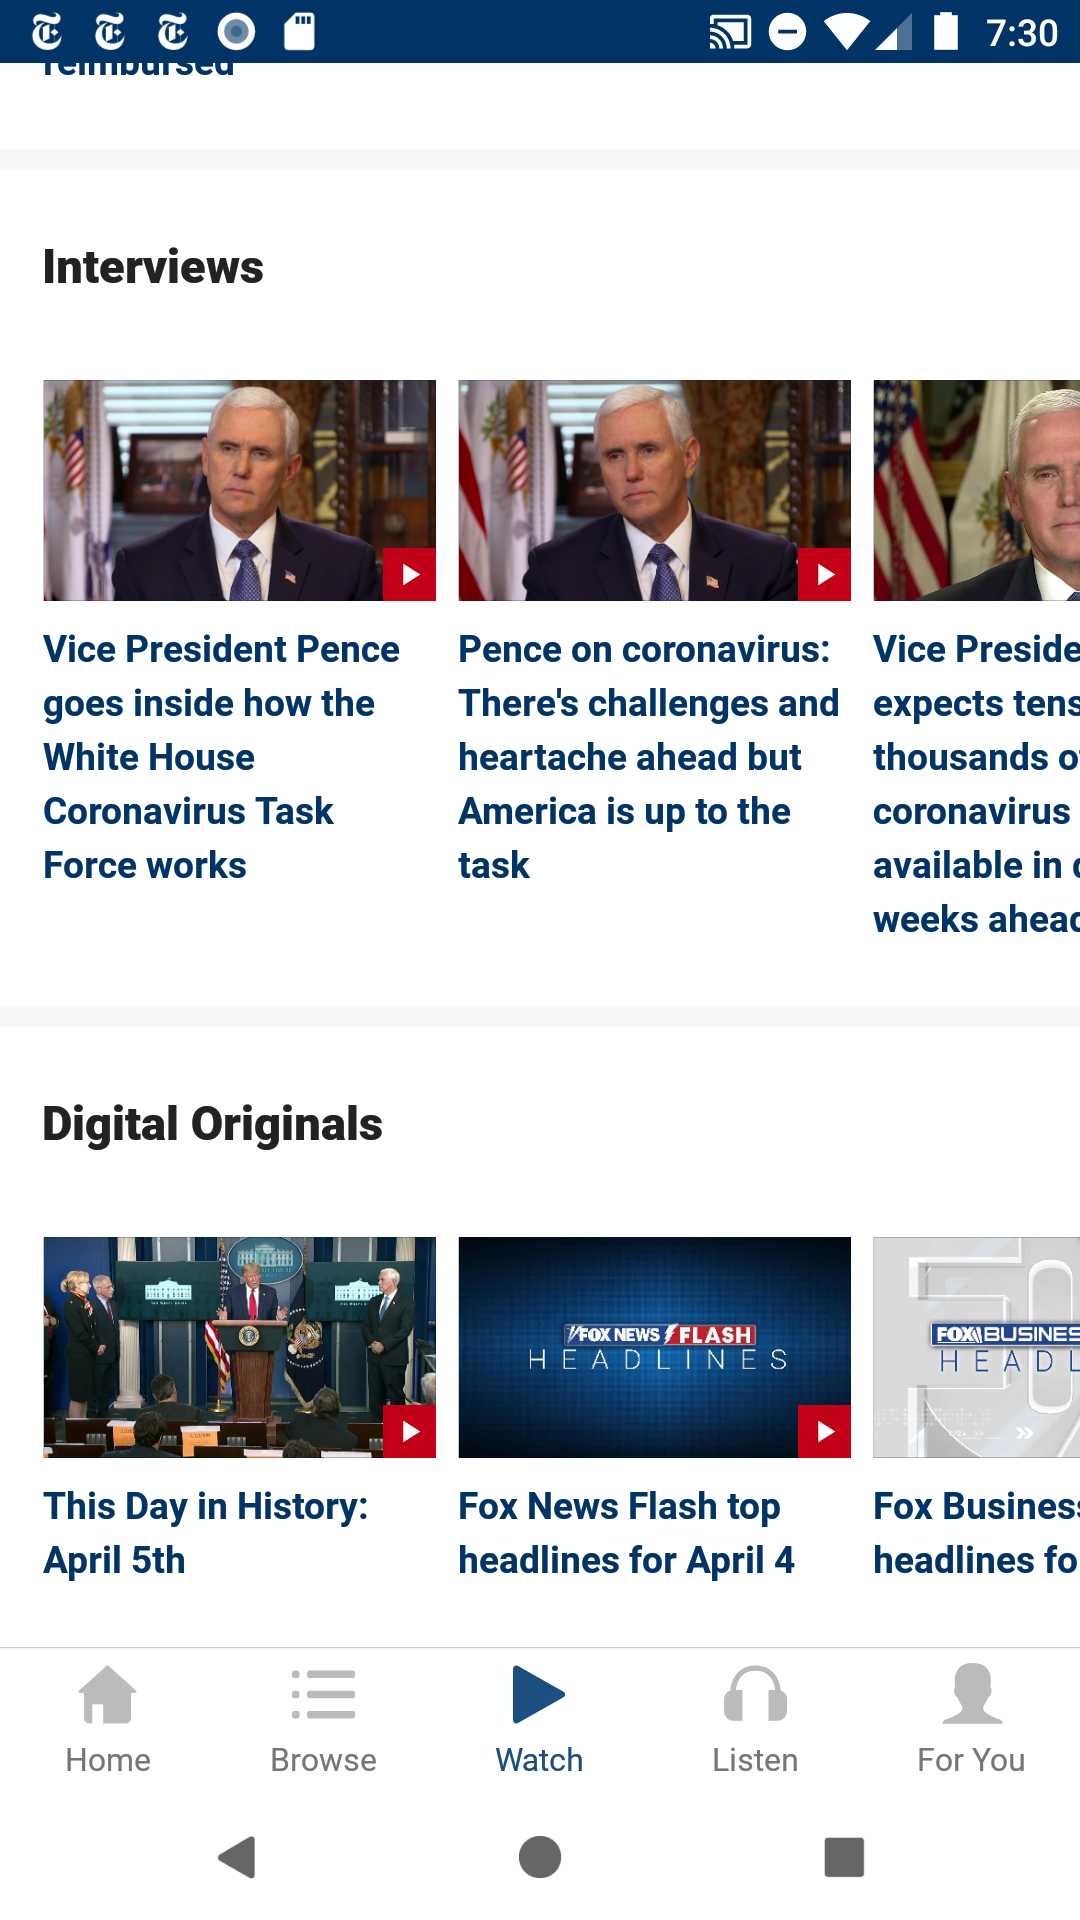 7:30
reimbursed
Interviews
Vice President Pence
goes inside how the
White House
Coronavirus Task
Force works
Pence on coronavirus:
There's challenges and
heartache ahead but
America is up to the
task
Vice Preside
expects tens
thousands o
coronavirus
available in
weeks ahead
Digital Originals
FOX NEWS FLASH
HEADLINES
FOX BUSINES
HEADL
This Day in History:
April 5th
Fox News Flash top
headlines for April 4
Fox Business
headlines fo
Home
Browse
Watch
Listen
For You